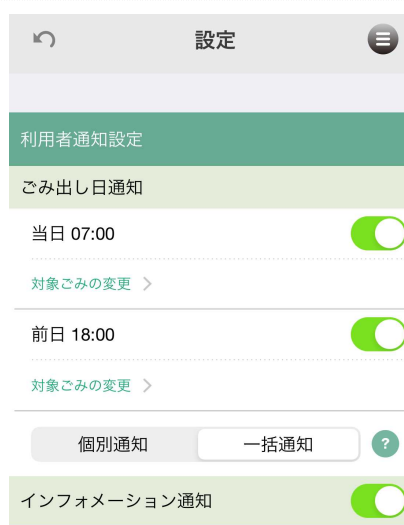 設定
利用者通知設定
ごみ出し日通知
当日 07:00
対象ごみの変更
前日 18:00
対象ごみの変更
個別通知 一括通知 ?
インフォメーション通知